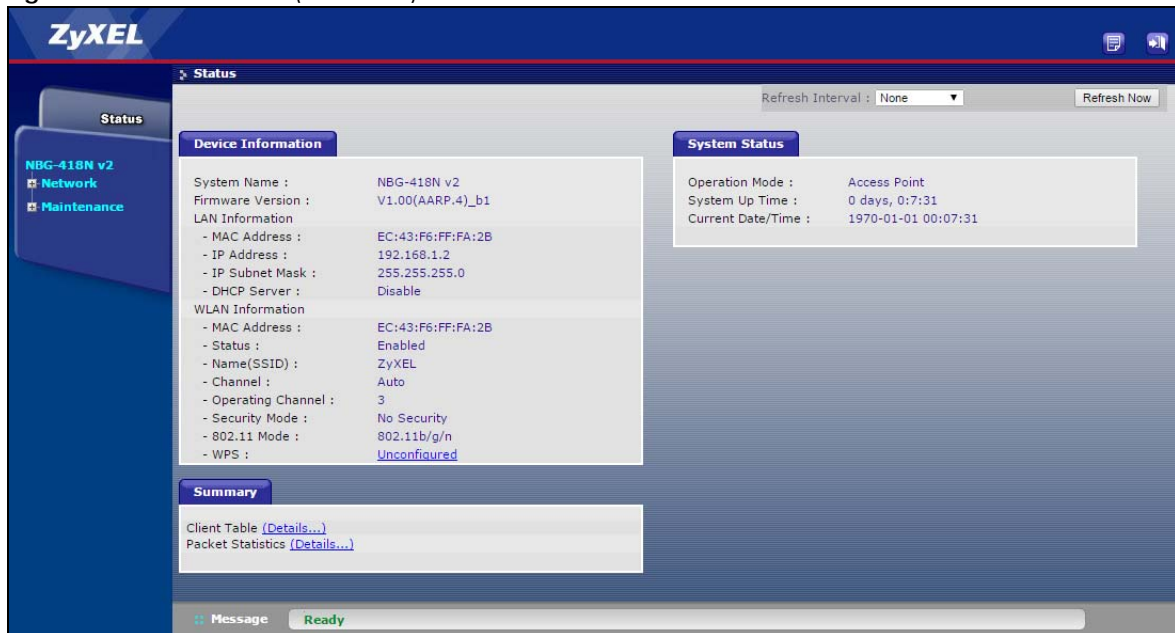 ZyXEL
Status
Refresh Interval : None
Refresh Now
Status
NBG-418N v2
Network
Maintenance
Device Information
System Name : NBG-418N v2
Firmware Version : V1.00(AARP.4)_b1
LAN Information
- MAC Address : EC:43:F6:FF:FA:2B
- IP Address : 192.168.1.2
- IP Subnet Mask : 255.255.255.0
- DHCP Server : Disable
WLAN Information
- MAC Address : EC:43:F6:FF:FA:2B
- Status : Enabled
- Name(SSID) : ZyXEL
- Channel : Auto
- Operating Channel : 3
- Security Mode : No Security
- 802.11 Mode : 802.11b/g/n
- WPS : Unconfigured
System Status
Operation Mode : Access Point
System Up Time : 0 days, 0:7:31
Current Date/Time : 1970-01-01 00:07:31
Summary
Client Table (Details...)
Packet Statistics (Details...)
Message Ready